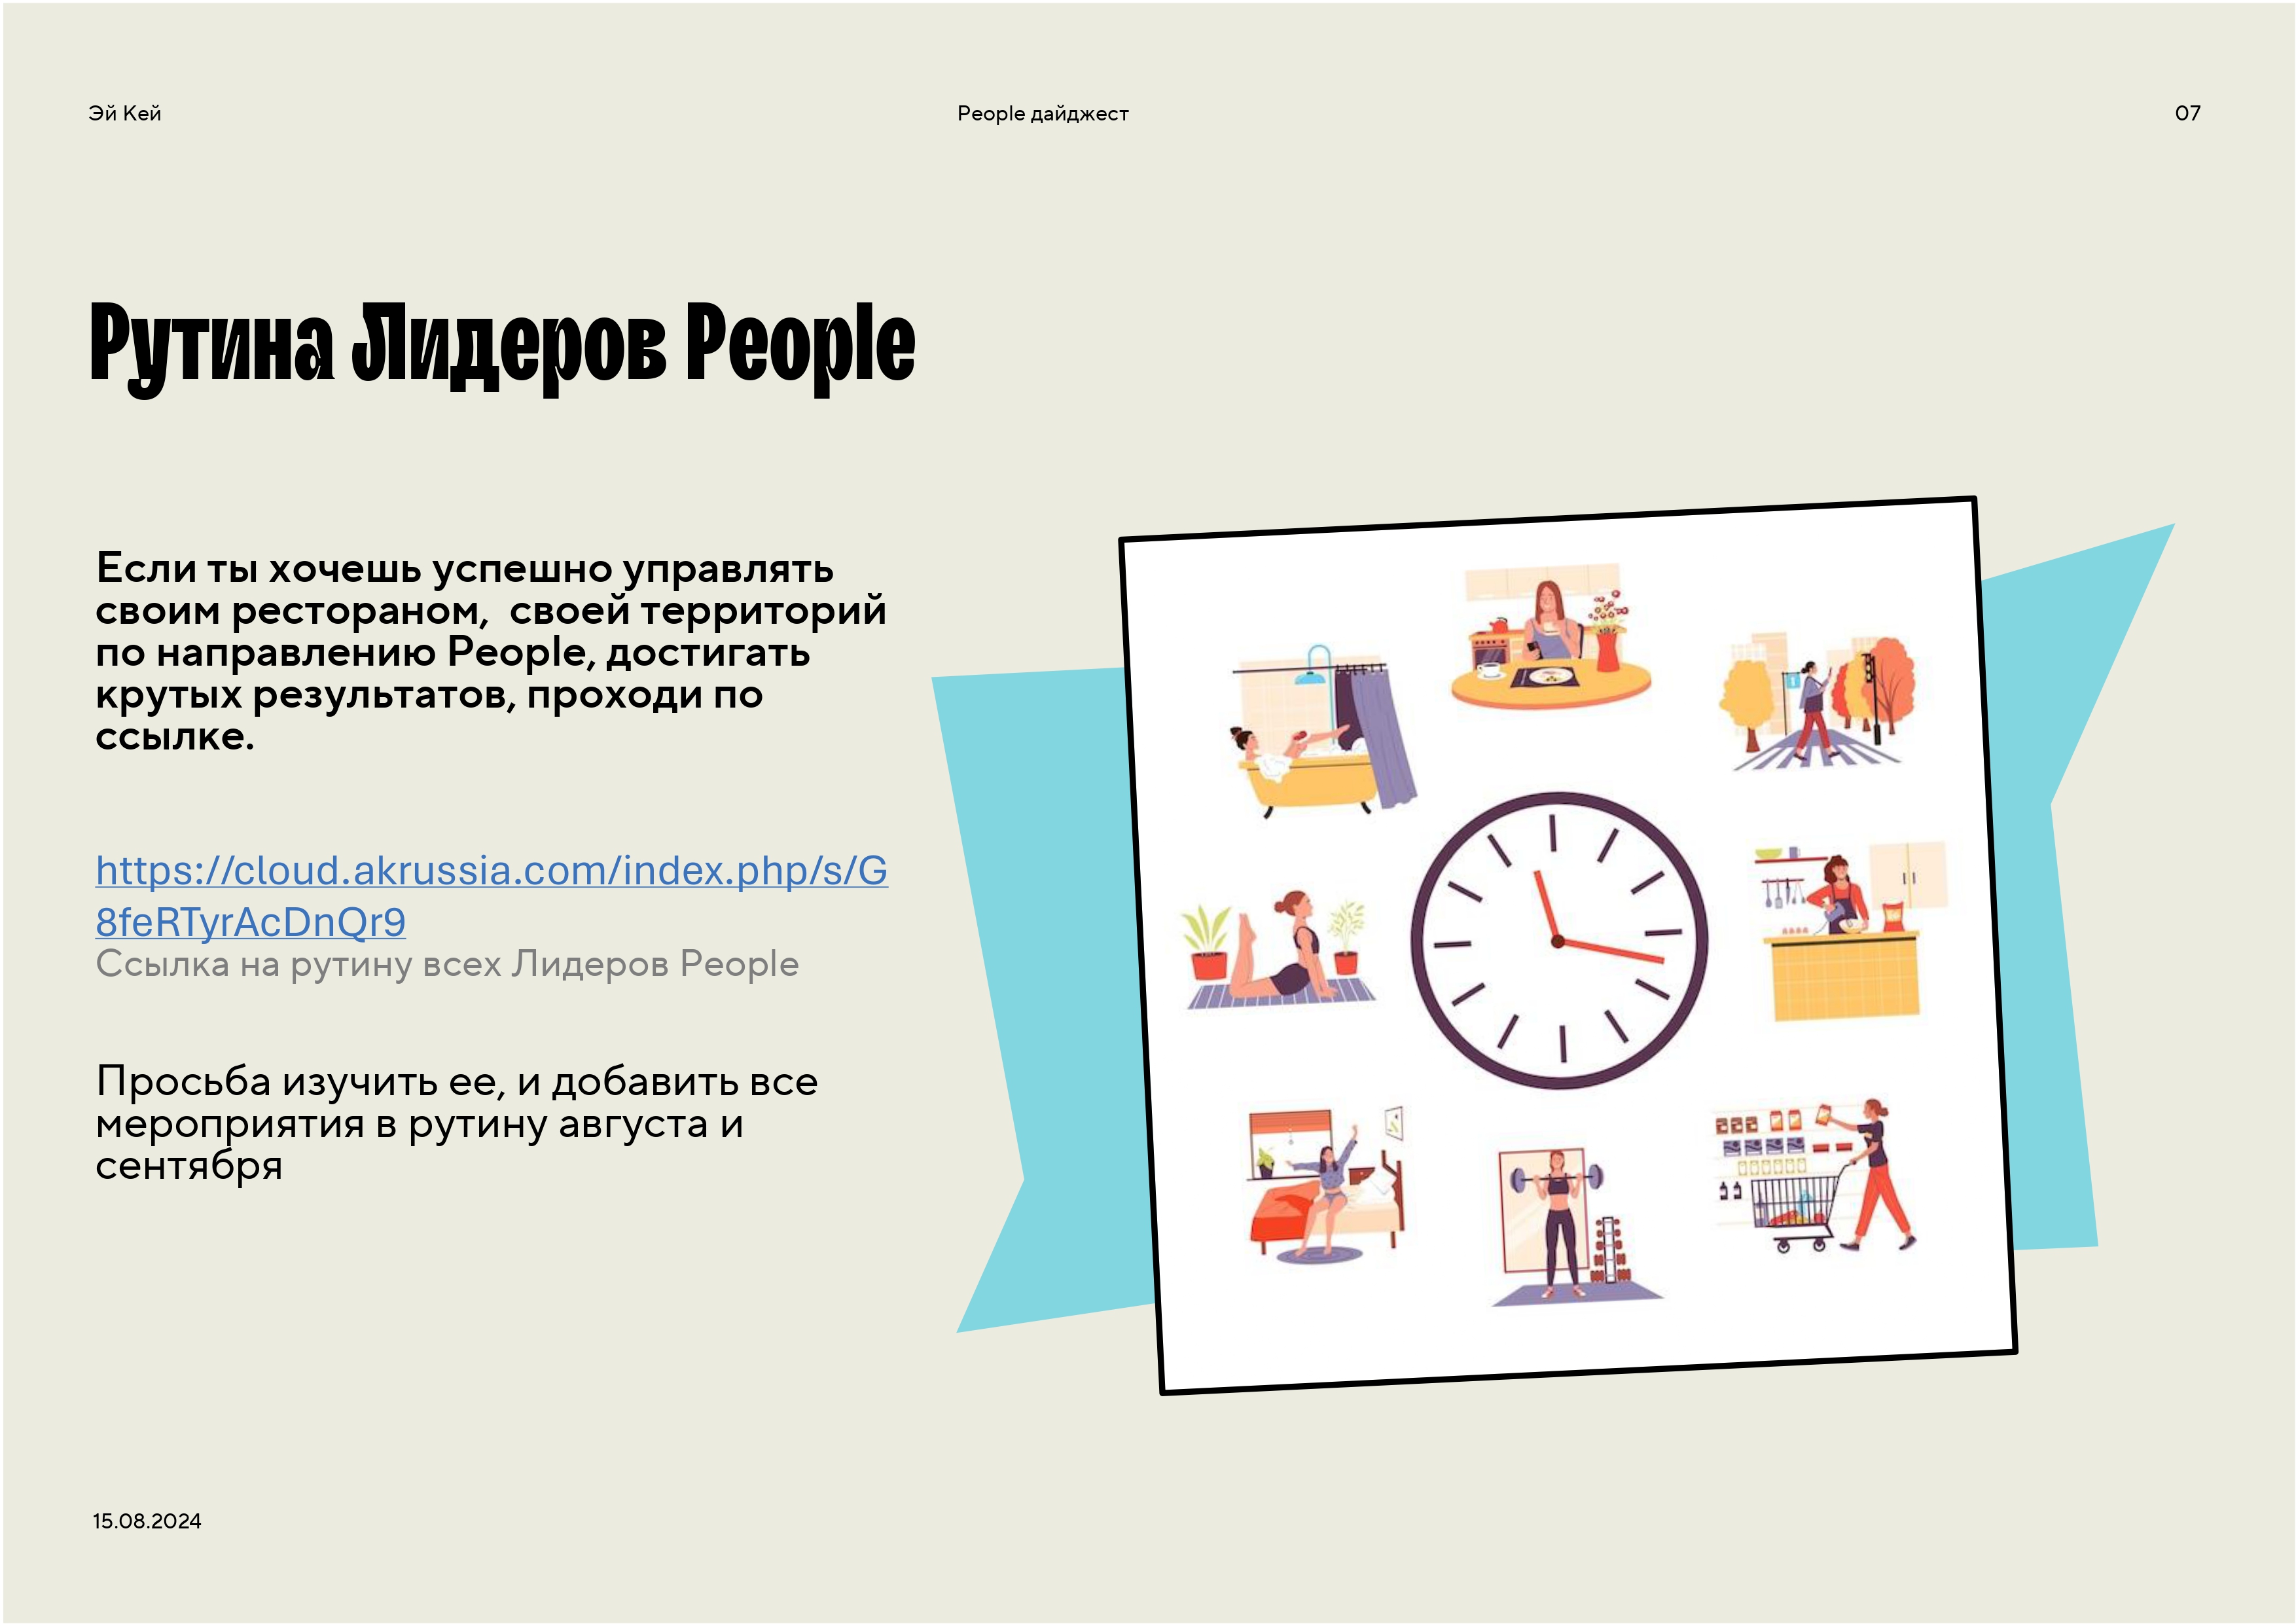 Эй Кей
People дайджест
07
Рутина Лидеров People
Если ты хочешь успешно управлять
своим рестораном,  своей территорий
по направлению People, достигать
крутых результатов, проходи по
ссылке.
https://cloud.akrussia.com/index.php/s/G
8feRTyrAcDnQr9
Ссылка на рутину всех Лидеров People
Просьба изучить ее, и добавить все
мероприятия в рутину августа и
сентября
15.08.2024